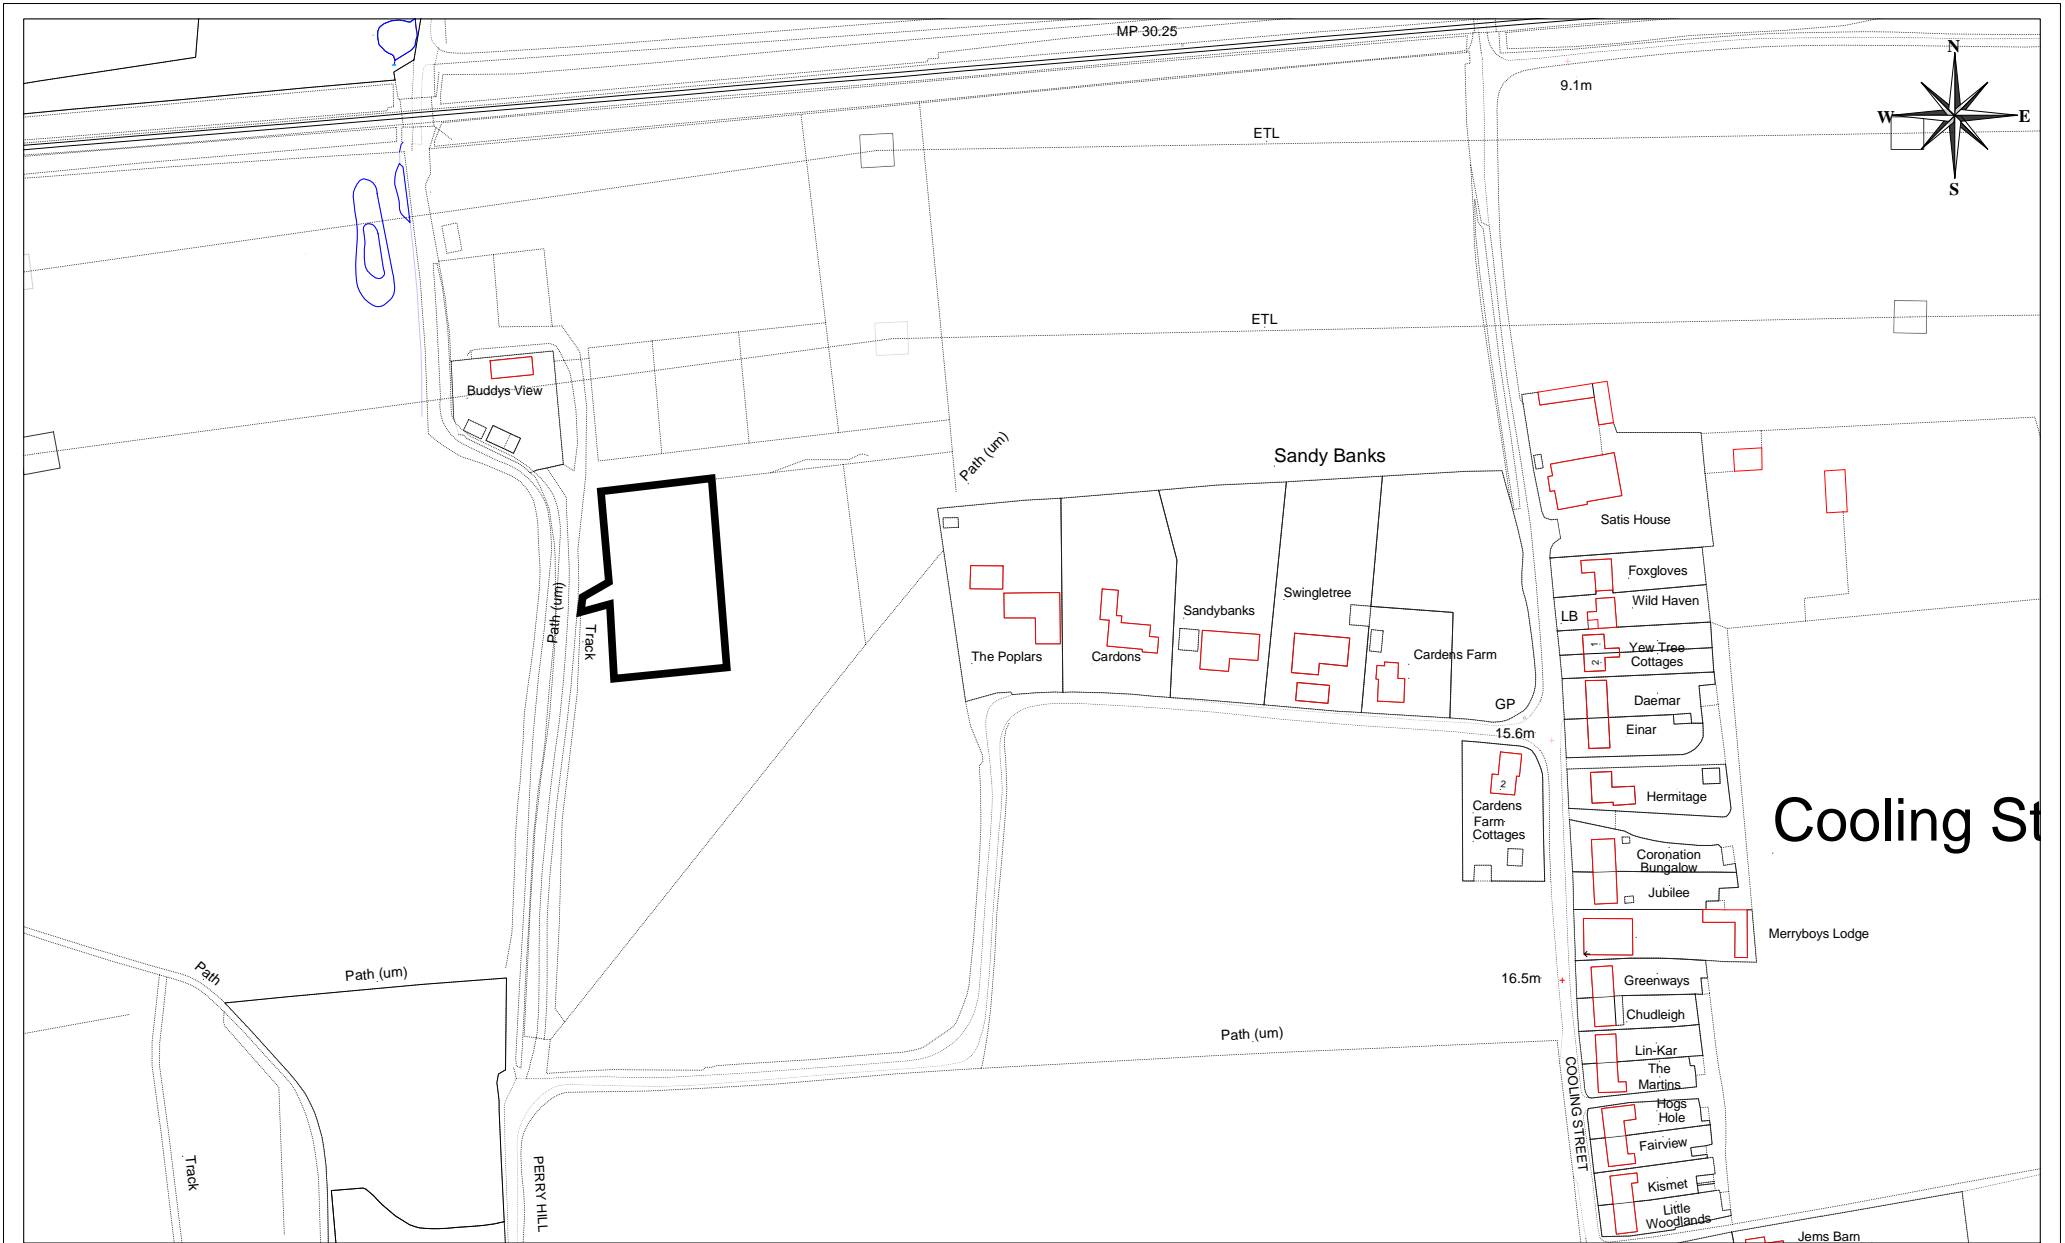 MP 30.25
N
W
E
S
9.1m
ETL
ETL
Buddys View
Path (um)
Sandy Banks
Satis House
Foxgloves
Wild Haven
LB
1
Yew Tree
2
Cottages
Path (um)
Track
The Poplars
Cardons
Sandybanks
Swingletree
Cardens Farm
GP
15.6m
Daemar
Einar
2
Cardens
Farm
Cottages
Hermitage
Cooling St
Coronation
Bungalow
Jubilee
Merryboys Lodge
Path
Path (um)
16.5m
Greenways
Chudleigh
Path (um)
Lin-Kar
The
Martins
COOLING STREET
Hogs
Hole
Fairview
Track
PERRY HILL
Kismet
Little
Woodlands
Jems Barn